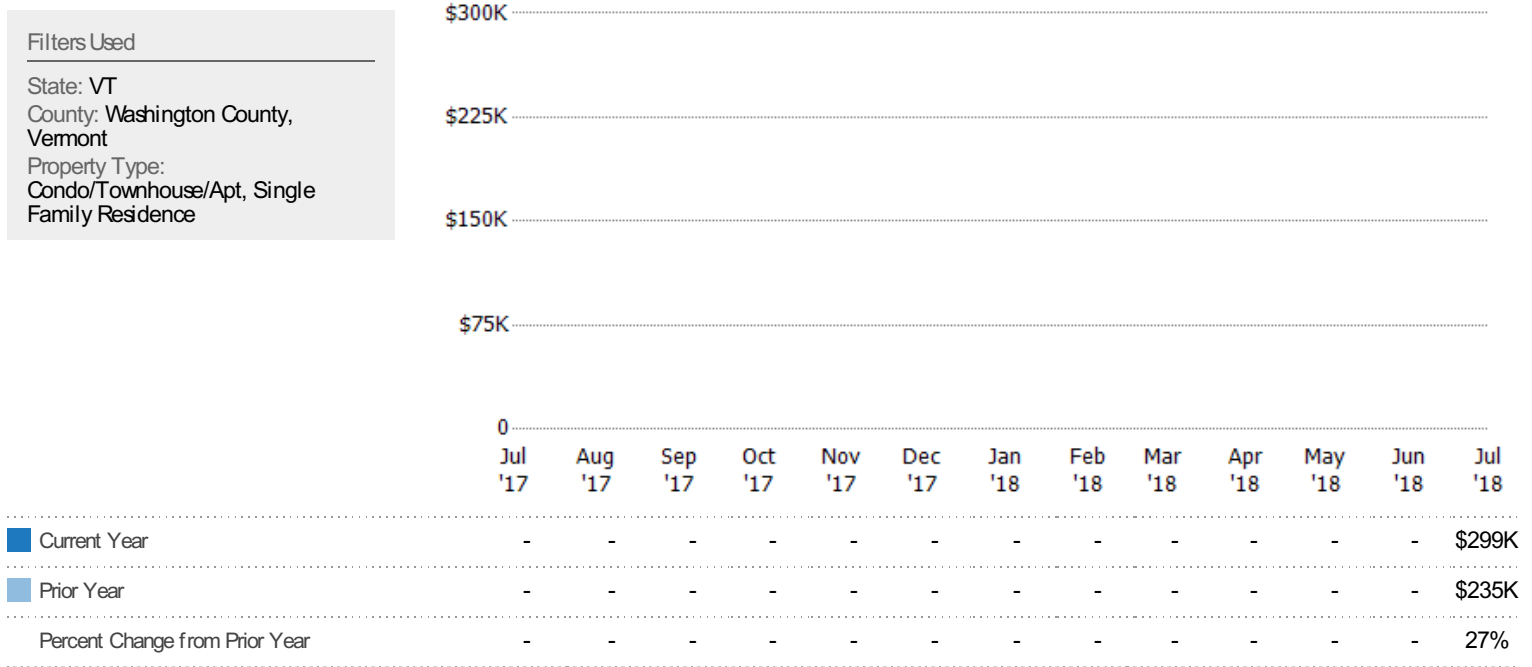 Filters Used
State: VT
County: Washington County,
Vermont
Property Type:
Condo/Townhouse/Apt, Single
Family Residence
$300K
$225K
$150K
$75K
0
Jul Aug Sep Oct Nov Dec Jan Feb Mar Apr May Jun Jul
'17 '17 '17 '17 '17 '17 '18 '18 '18 '18 '18 '18 '18
Current Year - - - - - - - - - - - - $299K
Prior Year - - - - - - - - - - - - $235K
Percent Change from Prior Year - - - - - - - - - - - - 27%